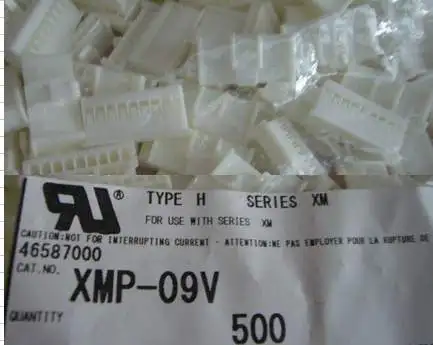 RU® TYPE H SERIES XM
FOR USE WITH SERIES XM
CAUTION:NOT FOR INTERRUPTING CURRENT - ATTENTION:NE PAS EMPLOYER POUR LA RUPTURE DE
46587000
CAT.NO. XMP-09V
QUANTITY 500